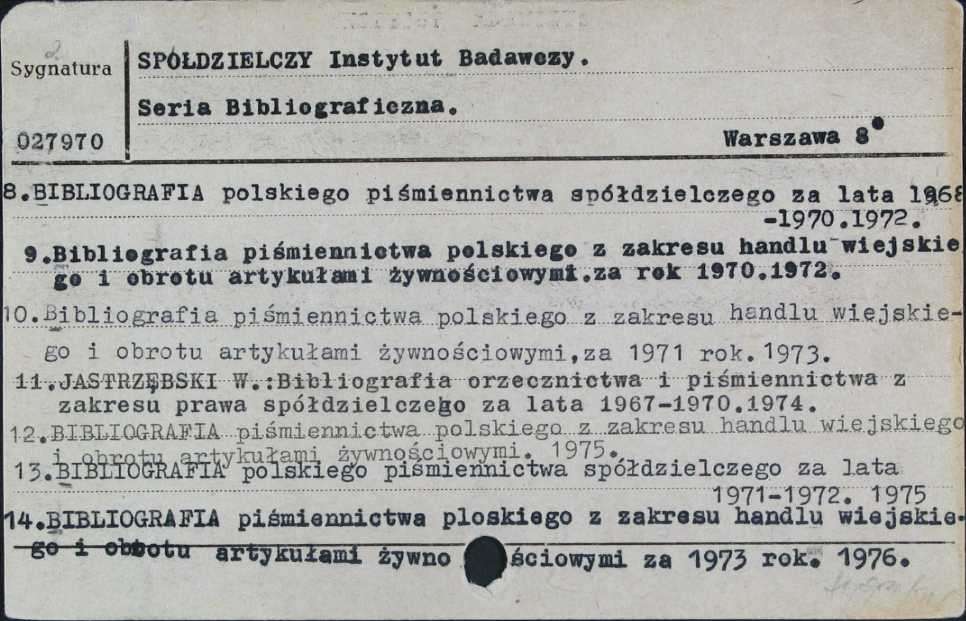 Sygnatura
SPÓŁDZIELCZY Instytut Badawczy.
Seria Bibliograficzna.
027970
Warszawa 8°
8.BIBLIOGRAFIA polskiego piśmiennictwa spółdzielczego za lata 1968
-1970.1972.
9.Bibliografia piśmiennictwa polskiego z zakresu handlu wiejskie
go i obrotu artykułami żywnościowymi.za rok 1970.1972.
10.Bibliografia piśmiennictwa polskiego z zakresu handlu wiejskie-
go i obrotu artykułami żywnościowymi,za 1971 rok.1973.
11.JASTRZĘBSKI W.:Bibliografia orzecznictwa i piśmiennictwa z
zakresu prawa spółdzielczego za lata 1967-1970.1974.
12.BIBLIOGRAFIA piśmiennictwa polskiego z zakresu handlu wiejskiego
i obrotu artykułami żywnościowymi. 1975.
13.BIBLIOGRAFIA polskiego piśmiennictwa spółdzielczego za lata
1971-1972. 1975
14.BIBLIOGRAFIA piśmiennictwa ploskiego z zakresu handlu wiejskie-
go i obrotu artykułami żywno ściowymi za 1973 rok. 1976.